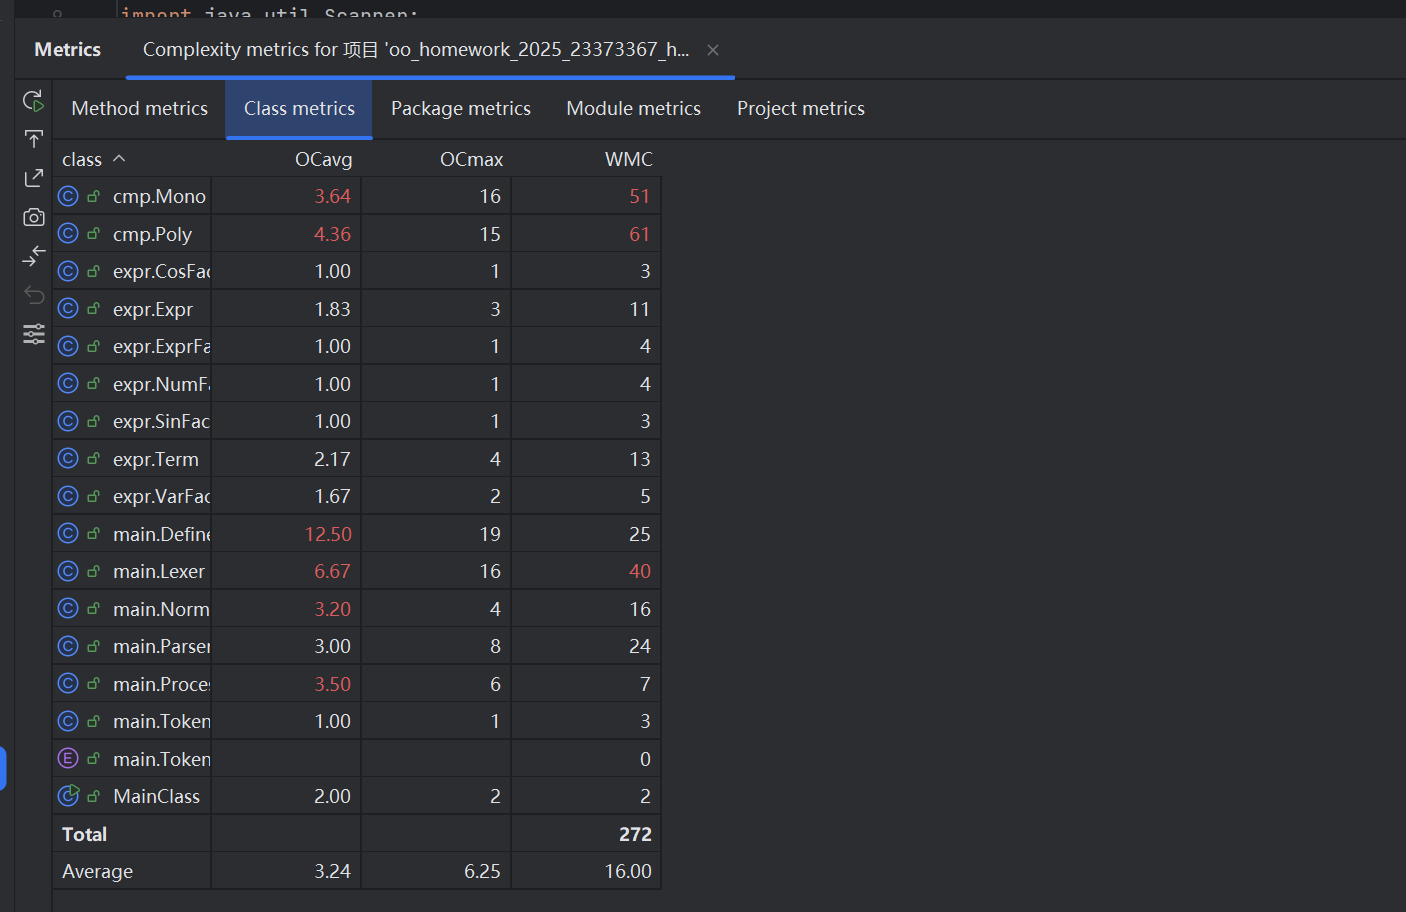 import java.util.Scanner;
Metrics Complexity metrics for 项目 'oo_homework_2025_23373367_h...
Method metrics Class metrics Package metrics Module metrics Project metrics
class OCavg OCmax WMC
cmp.Mono 3.64 16 51
cmp.Poly 4.36 15 61
expr.CosFac 1.00 1 3
expr.Expr 1.83 3 11
expr.ExprFa 1.00 1 4
expr.NumFa 1.00 1 4
expr.SinFac 1.00 1 3
expr.Term 2.17 4 13
expr.VarFac 1.67 2 5
main.Define 12.50 19 25
main.Lexer 6.67 16 40
main.Norm 3.20 4 16
main.Parser 3.00 8 24
main.Proces 3.50 6 7
main.Token 1.00 1 3
main.Token 0
MainClass 2.00 2 2
Total 272
Average 3.24 6.25 16.00